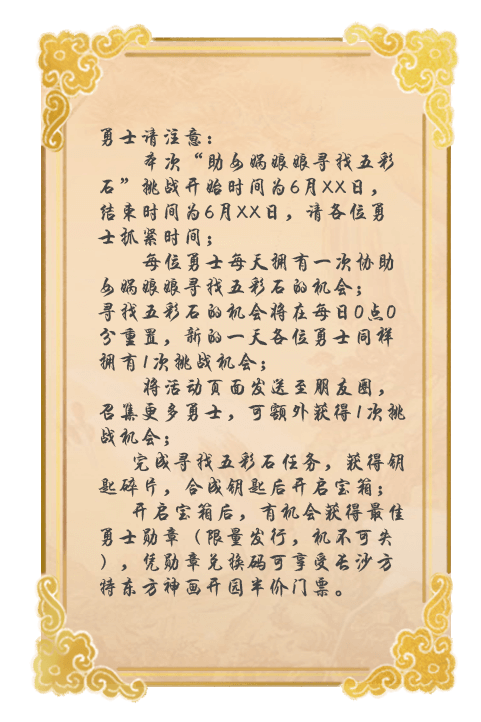 勇士请注意：
本次“助女娲娘娘寻找五彩
石”挑战开始时间为6月XX日，
结束时间为6月XX日，请各位勇
士抓紧时间；
每位勇士每天拥有一次协助
女娲娘娘寻找五彩石的机会；
寻找五彩石的机会将在每日0点0
分重置，新的一天各位勇士同样
拥有1次挑战机会；
将活动页面发送至朋友圈，
召集更多勇士，可额外获得1次挑
战机会；
完成寻找五彩石任务，获得钥
匙碎片，合成钥匙后开启宝箱；
开启宝箱后，有机会获得最佳
勇士勋章（限量发行，机不可失
），凭勋章兑换码可享受长沙方
特东方神画开园半价门票。